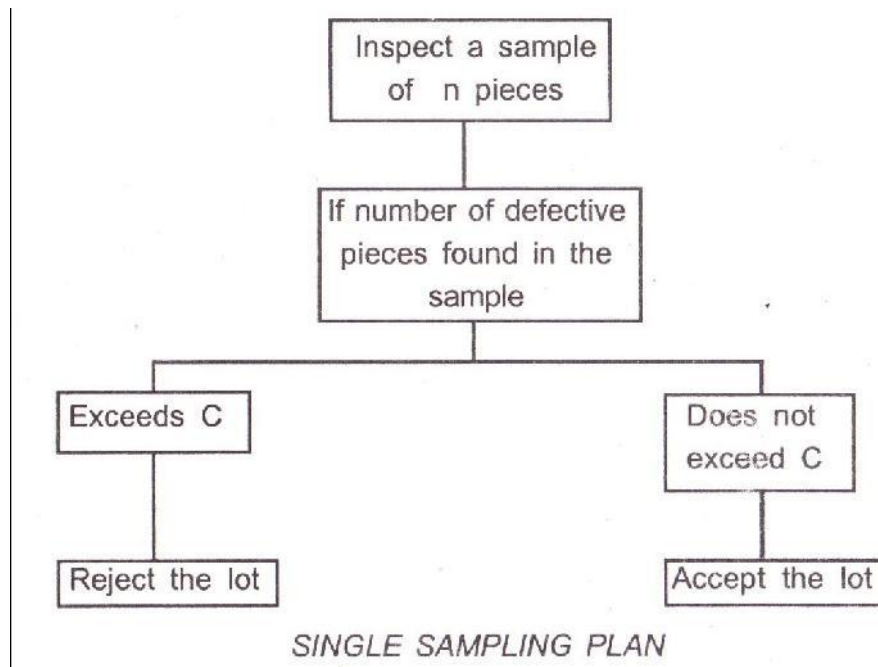 Inspect a sample
of n pieces
If number of defective
pieces found in the
sample
Exceeds C
Does not
exceed C
Reject the lot
Accept the lot
SINGLE SAMPLING PLAN